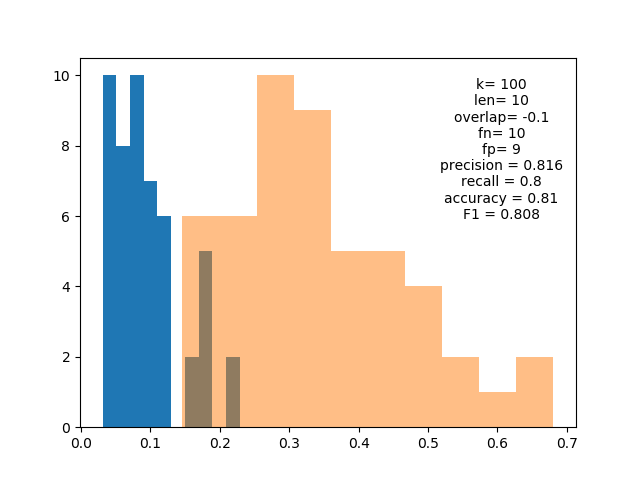 10
8
6
4
2
0
k= 100
len= 10
overlap= -0.1
fn= 10
fp= 9
precision = 0.816
recall = 0.8
accuracy = 0.81
F1 = 0.808
0.0 0.1 0.2 0.3 0.4 0.5 0.6 0.7